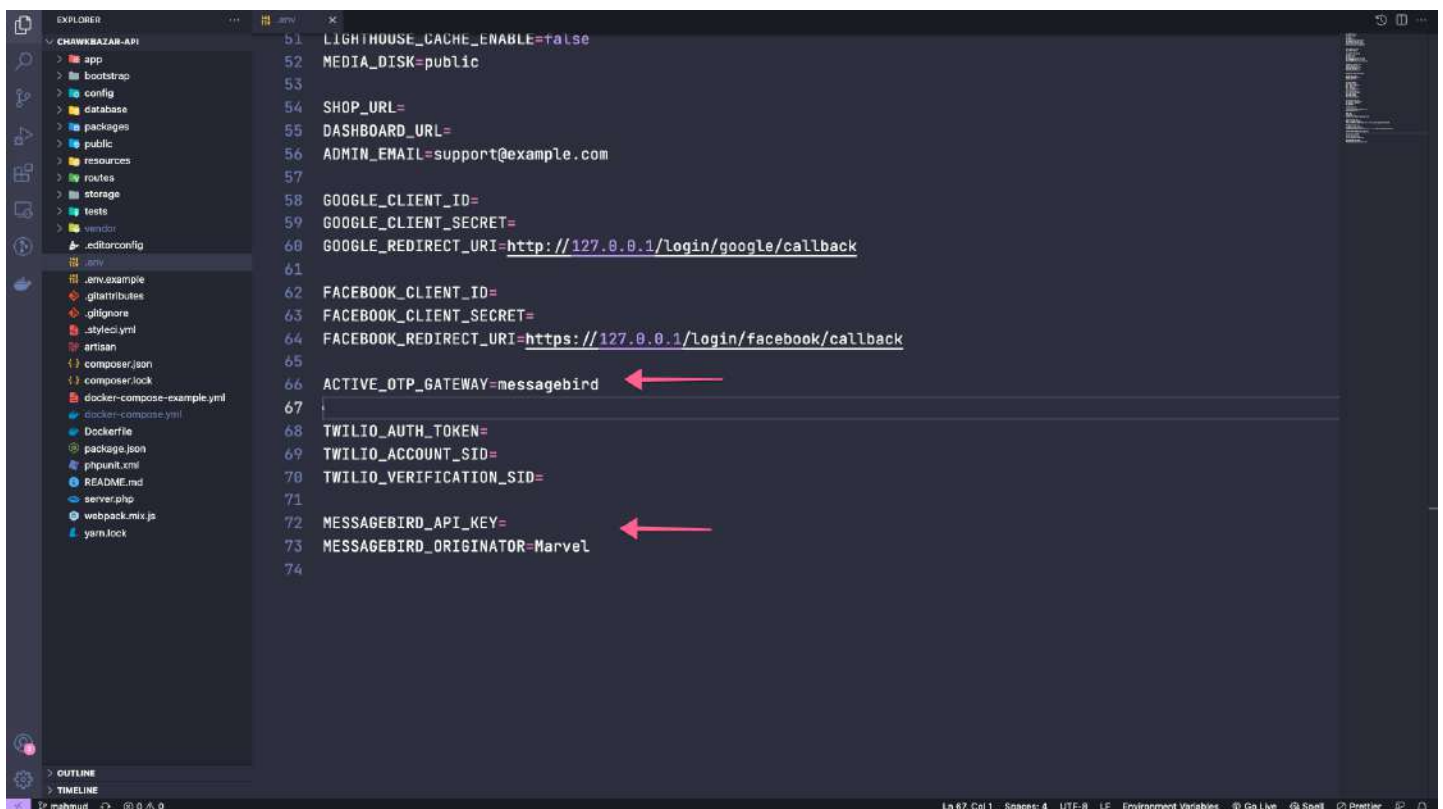 EXPLORER
CHAWKBAZAR-API
app
bootstrap
config
database
packages
public
resources
routes
storage
tests
vendor
.editorconfig
.env
.env.example
.gitattributes
.gitignore
.styleci.yml
artisan
composer.json
composer.lock
docker-compose-example.yml
docker-compose.yml
Dockerfile
package.json
phpunit.xml
README.md
server.php
webpack.mix.js
yarn.lock
OUTLINE
TIMELINE
.env
51 LIGHTHOUSE_CACHE_ENABLE=false
52 MEDIA_DISK=public
53
54 SHOP_URL=
55 DASHBOARD_URL=
56 ADMIN_EMAIL=support@example.com
57
58 GOOGLE_CLIENT_ID=
59 GOOGLE_CLIENT_SECRET=
60 GOOGLE_REDIRECT_URI=http://127.0.0.1/login/google/callback
61
62 FACEBOOK_CLIENT_ID=
63 FACEBOOK_CLIENT_SECRET=
64 FACEBOOK_REDIRECT_URI=https://127.0.0.1/login/facebook/callback
65
66 ACTIVE_OTP_GATEWAY=messagebird
67
68 TWILIO_AUTH_TOKEN=
69 TWILIO_ACCOUNT_SID=
70 TWILIO_VERIFICATION_SID=
71
72 MESSAGEBIRD_API_KEY=
73 MESSAGEBIRD_ORIGINATOR=Marvel
74
mahmud 0 0 Ln 67, Col 1 Spaces: 4 UTF-8 LF Environment Variables Go Live Spell Prettier